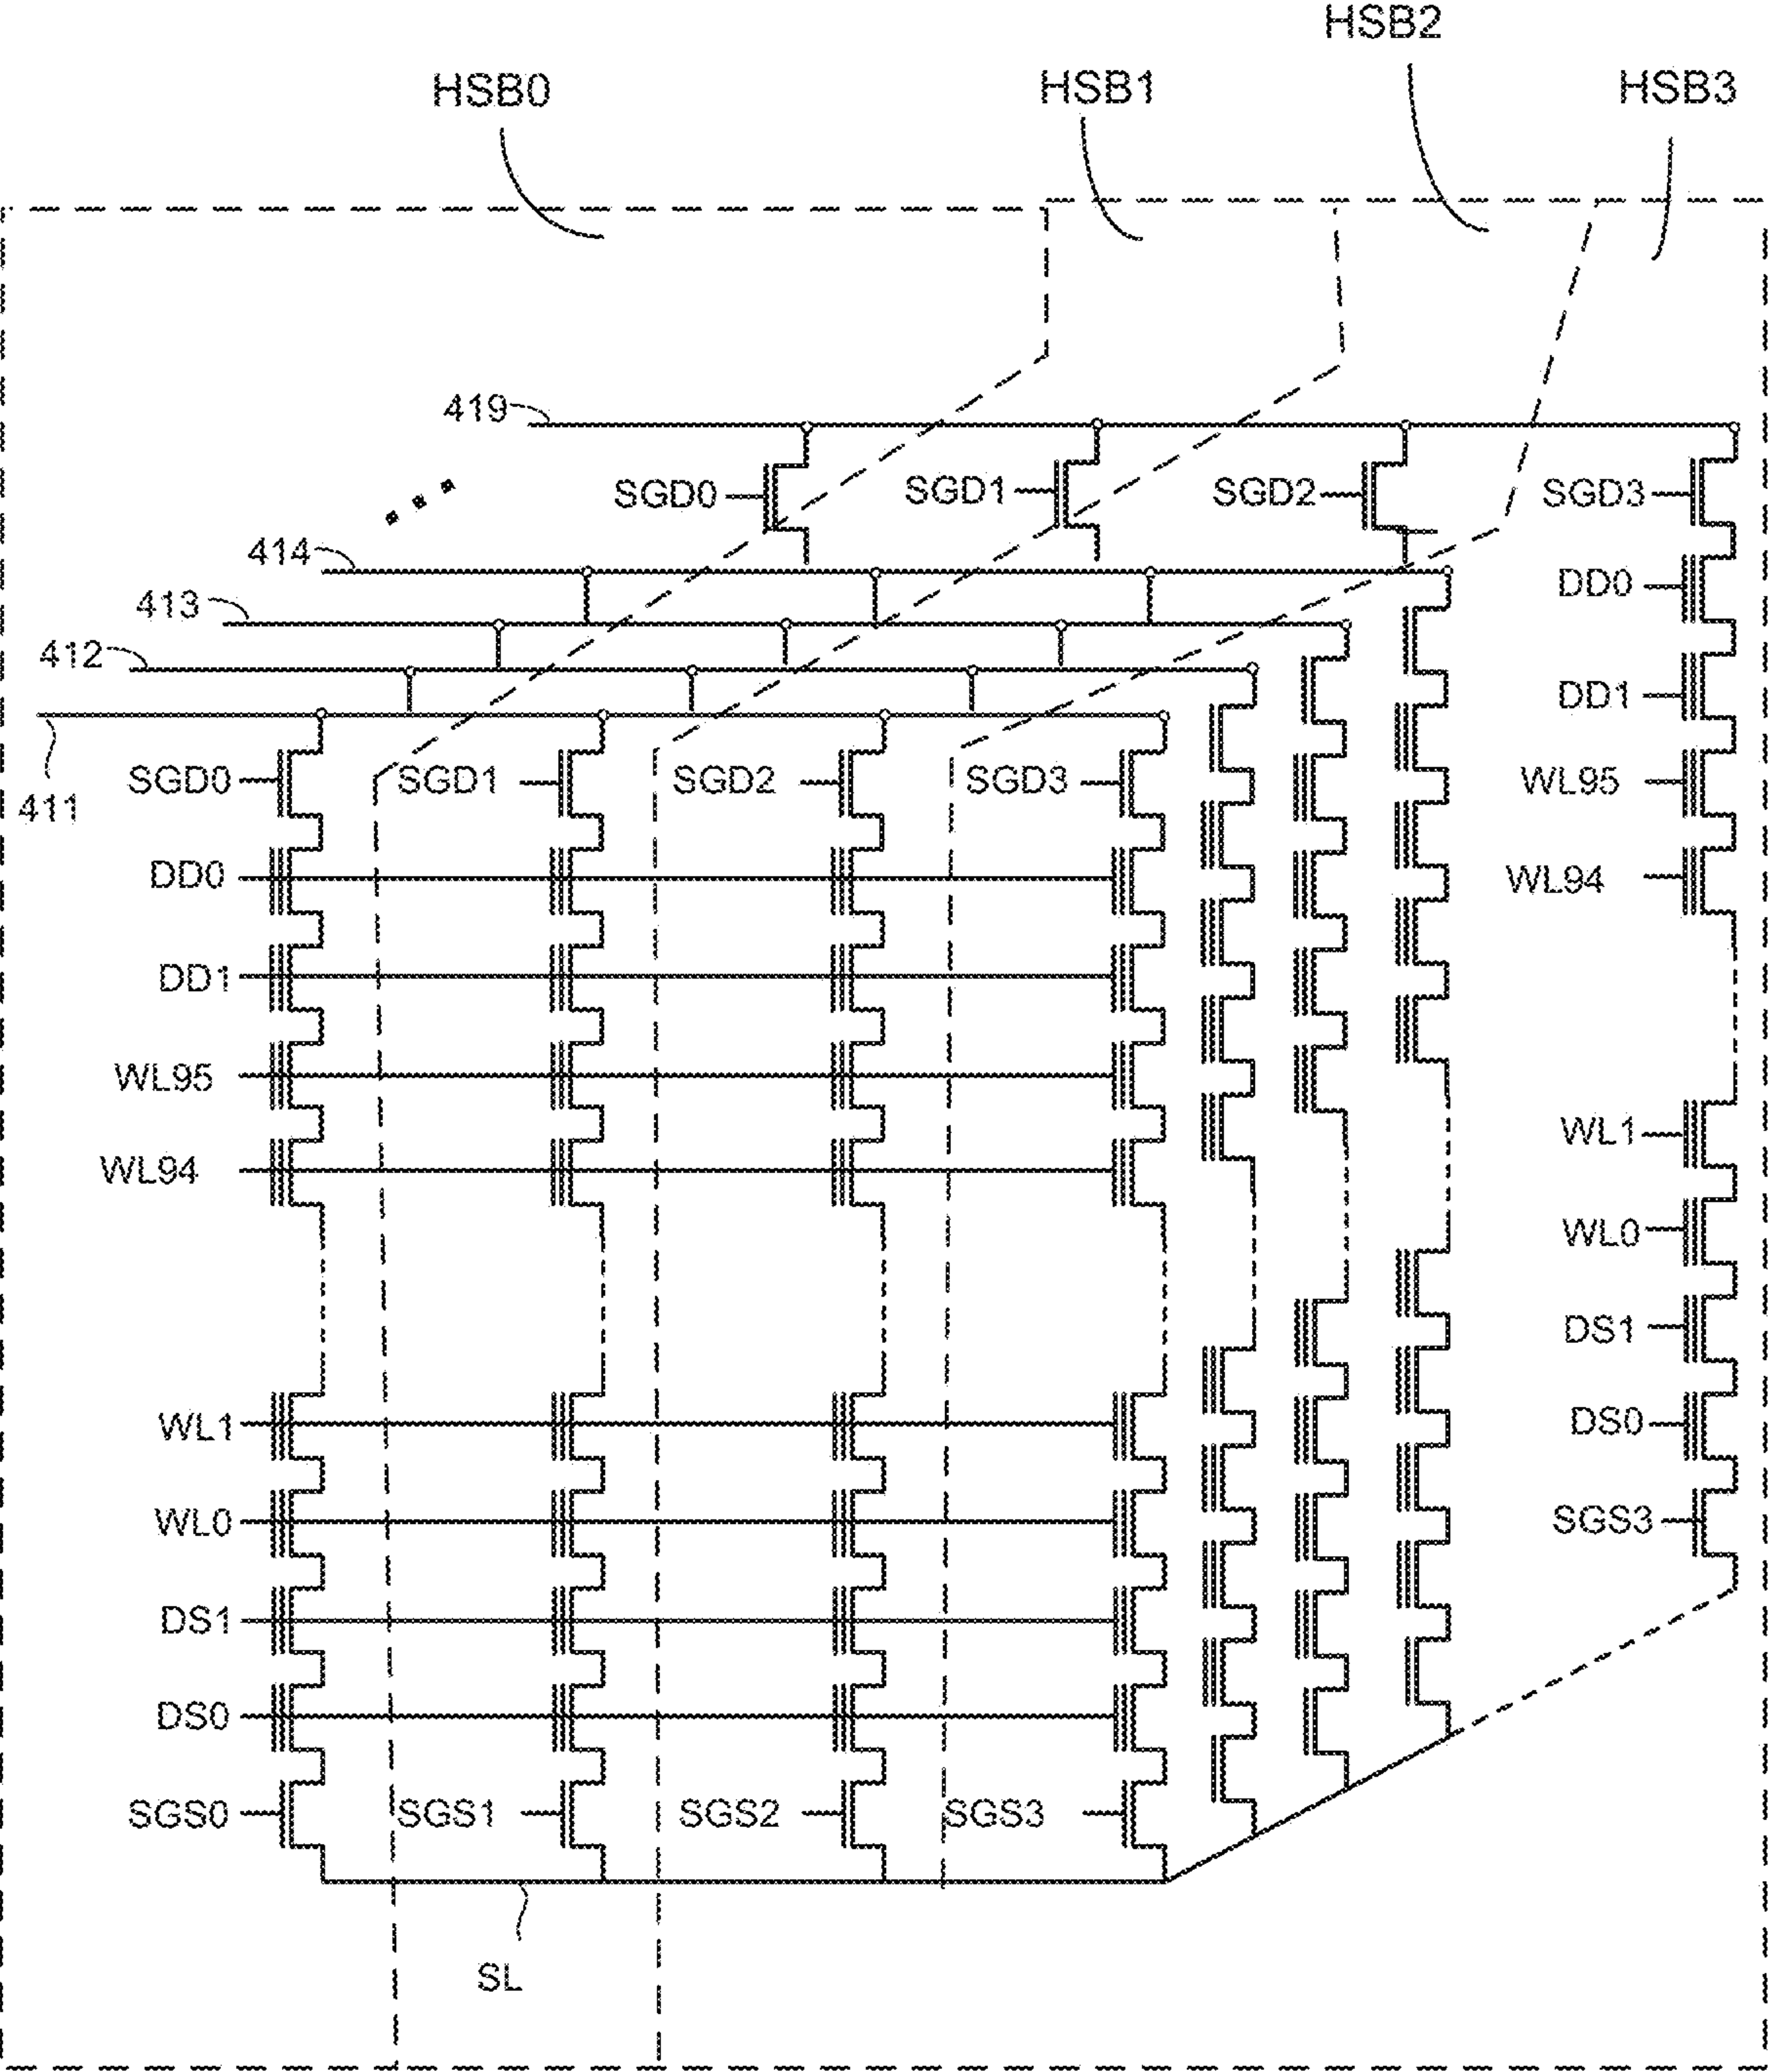 HSB2
HSB0 HSB1 HSB3
419
SGD0 SGD1 SGD2 SGD3
414
DD0
413
412
DD1
411
SGD0 SGD1 SGD2 SGD3
WL95
DD0
WL94
DD1
WL95
WL94
WL1
WL0
DS1
WL1
DS0
WL0
SGS3
DS1
DS0
SGS0 SGS1 SGS2 SGS3
SL